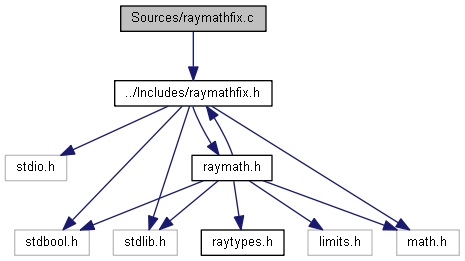 Sources/raymathfix.c
../Includes/raymathfix.h
stdio.h
raymath.h
stdbool.h
stdlib.h
raytypes.h
limits.h
math.h